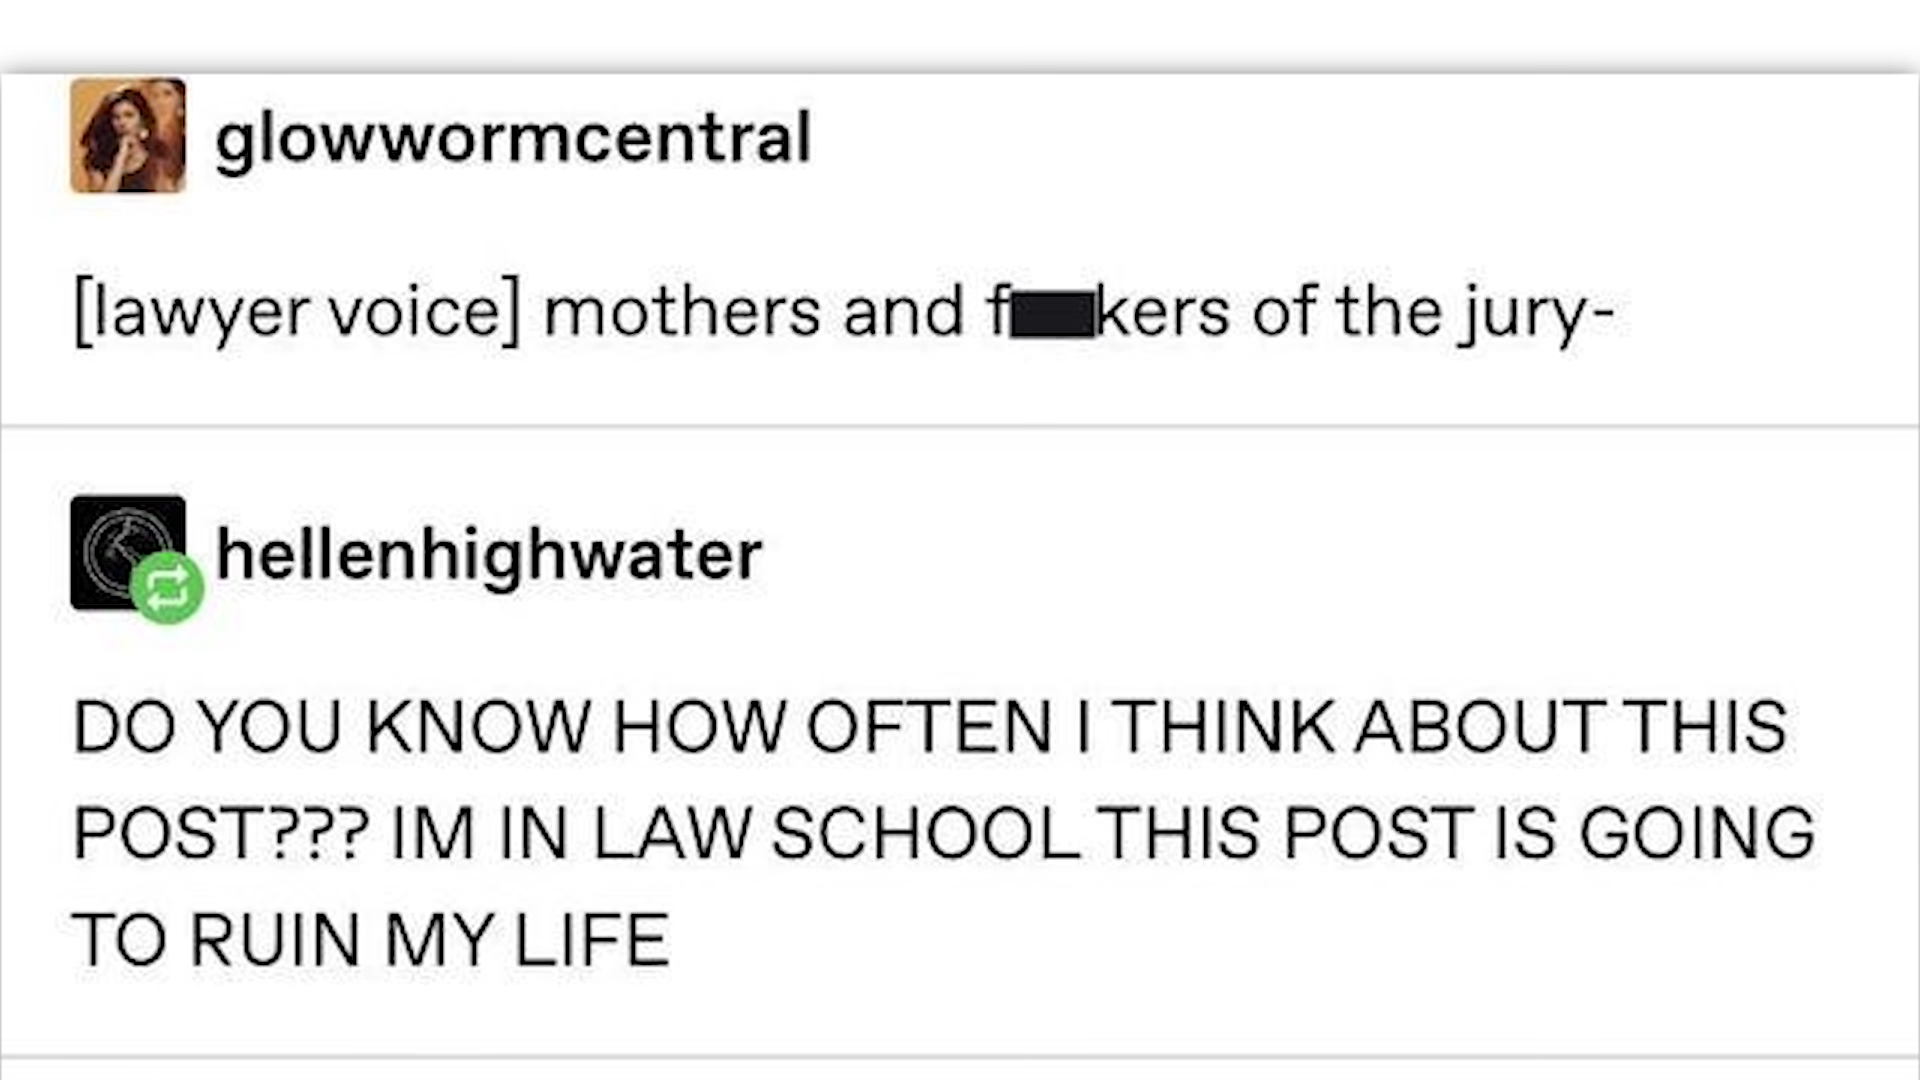 glowwormcentral
[lawyer voice] mothers and f██kers of the jury-
hellenhighwater
DO YOU KNOW HOW OFTEN I THINK ABOUT THIS
POST??? IM IN LAW SCHOOL THIS POST IS GOING
TO RUIN MY LIFE